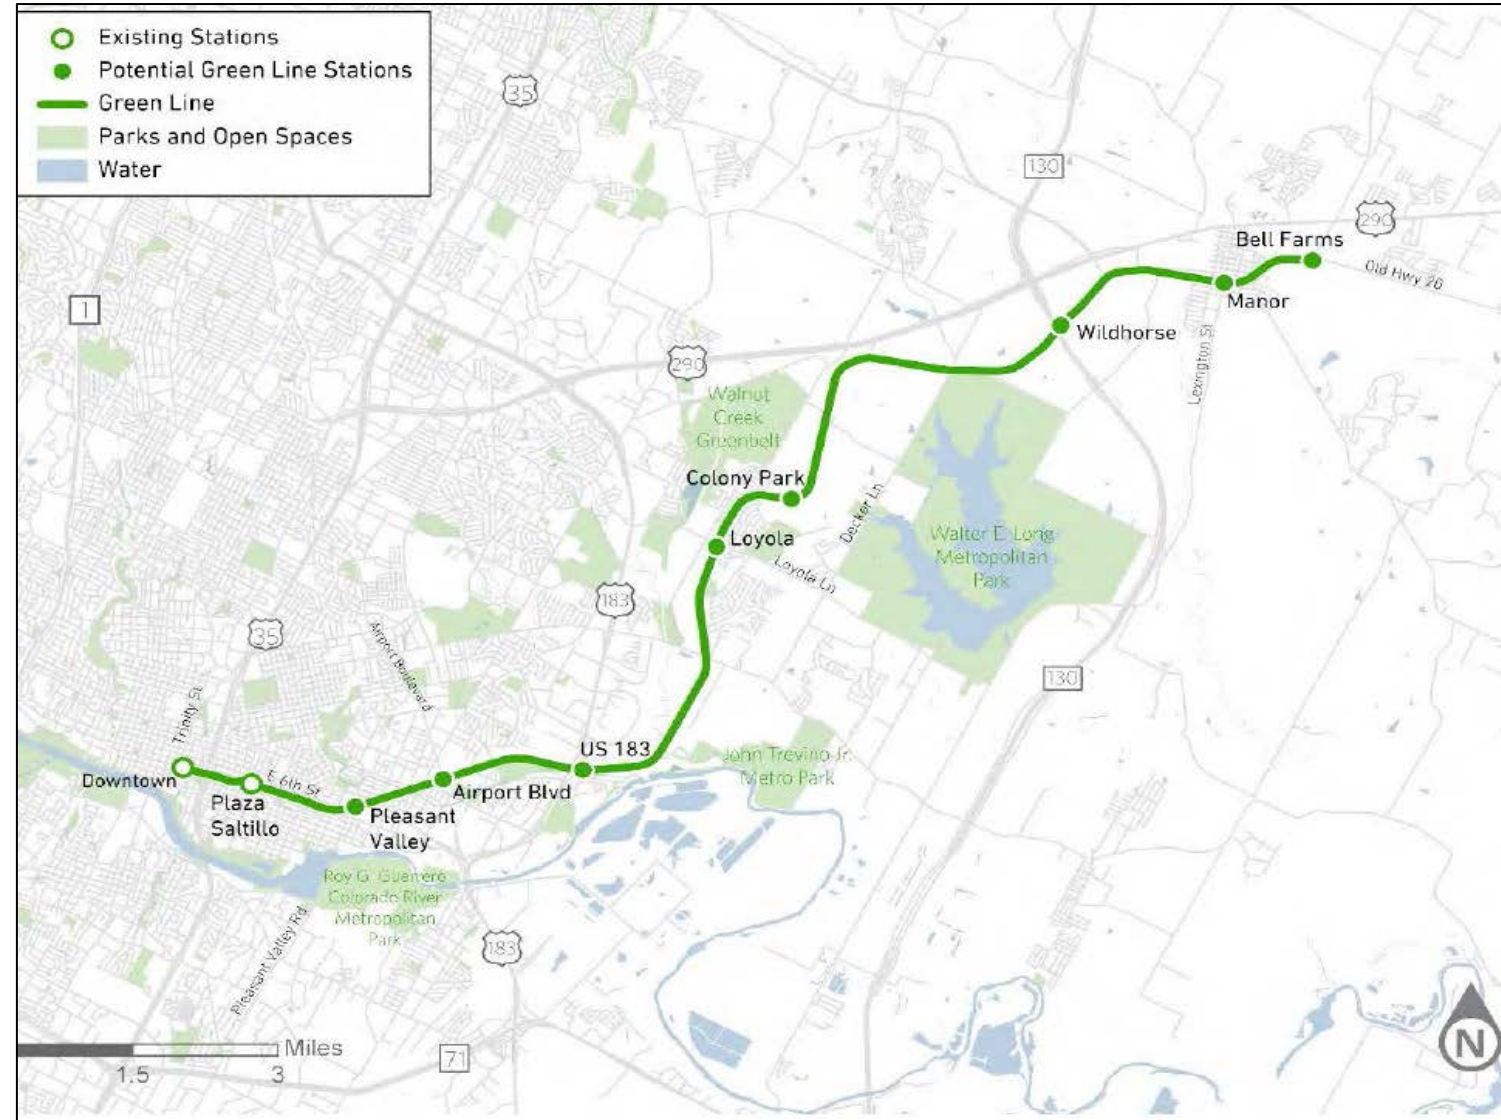 Existing Stations
Potential Green Line Stations
Green Line
Parks and Open Spaces
Water
35
130
290
Bell Farms
Old Hwy 20
Manor
1
Wildhorse
290
Lexington St
Walnut
Creek
Greenbelt
Colony Park
Decker Ln
Loyola
Walter E. Long
Metropolitan
Park
Loyola Ln
183
35
Airport Boulevard
130
Trinity St
US 183
John Trevino Jr.
Metro Park
Downtown
E 6th St
Plaza
Saltillo
Airport Blvd
Pleasant
Valley
Roy G. Guerrero
Colorado River
Metropolitan
Park
Pleasant Valley Rd
183
Miles
1.5
3
71
N